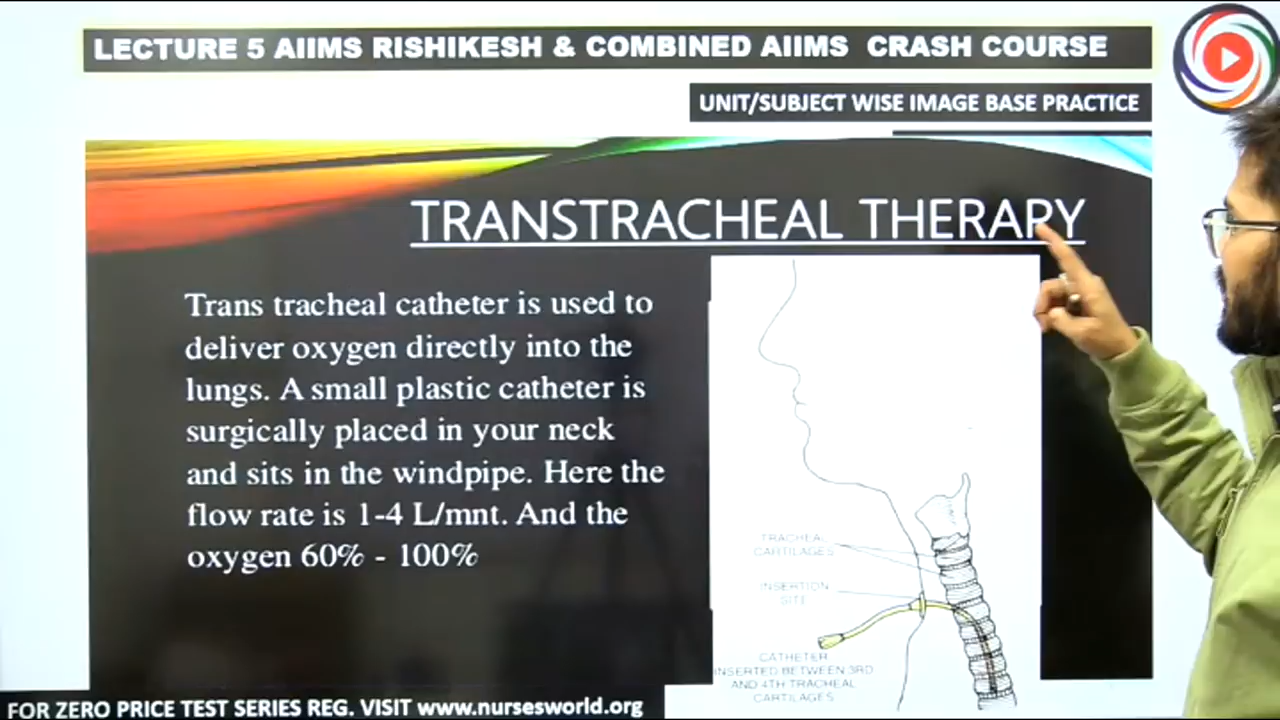 LECTURE 5 AIIMS RISHIKESH & COMBINED AIIMS CRASH COURSE
UNIT/SUBJECT WISE IMAGE BASE PRACTICE
TRANSTRACHEAL THERAPY
Trans tracheal catheter is used to
deliver oxygen directly into the
lungs. A small plastic catheter is
surgically placed in your neck
and sits in the windpipe. Here the
flow rate is 1-4 L/mnt. And the
oxygen 60% - 100%
TRACHEAL
CARTILAGES
INSERTION
SITE
CATHETER
INSERTED BETWEEN 3RD
AND 4TH TRACHEAL
CARTILAGES
FOR ZERO PRICE TEST SERIES REG. VISIT www.nursesworld.org